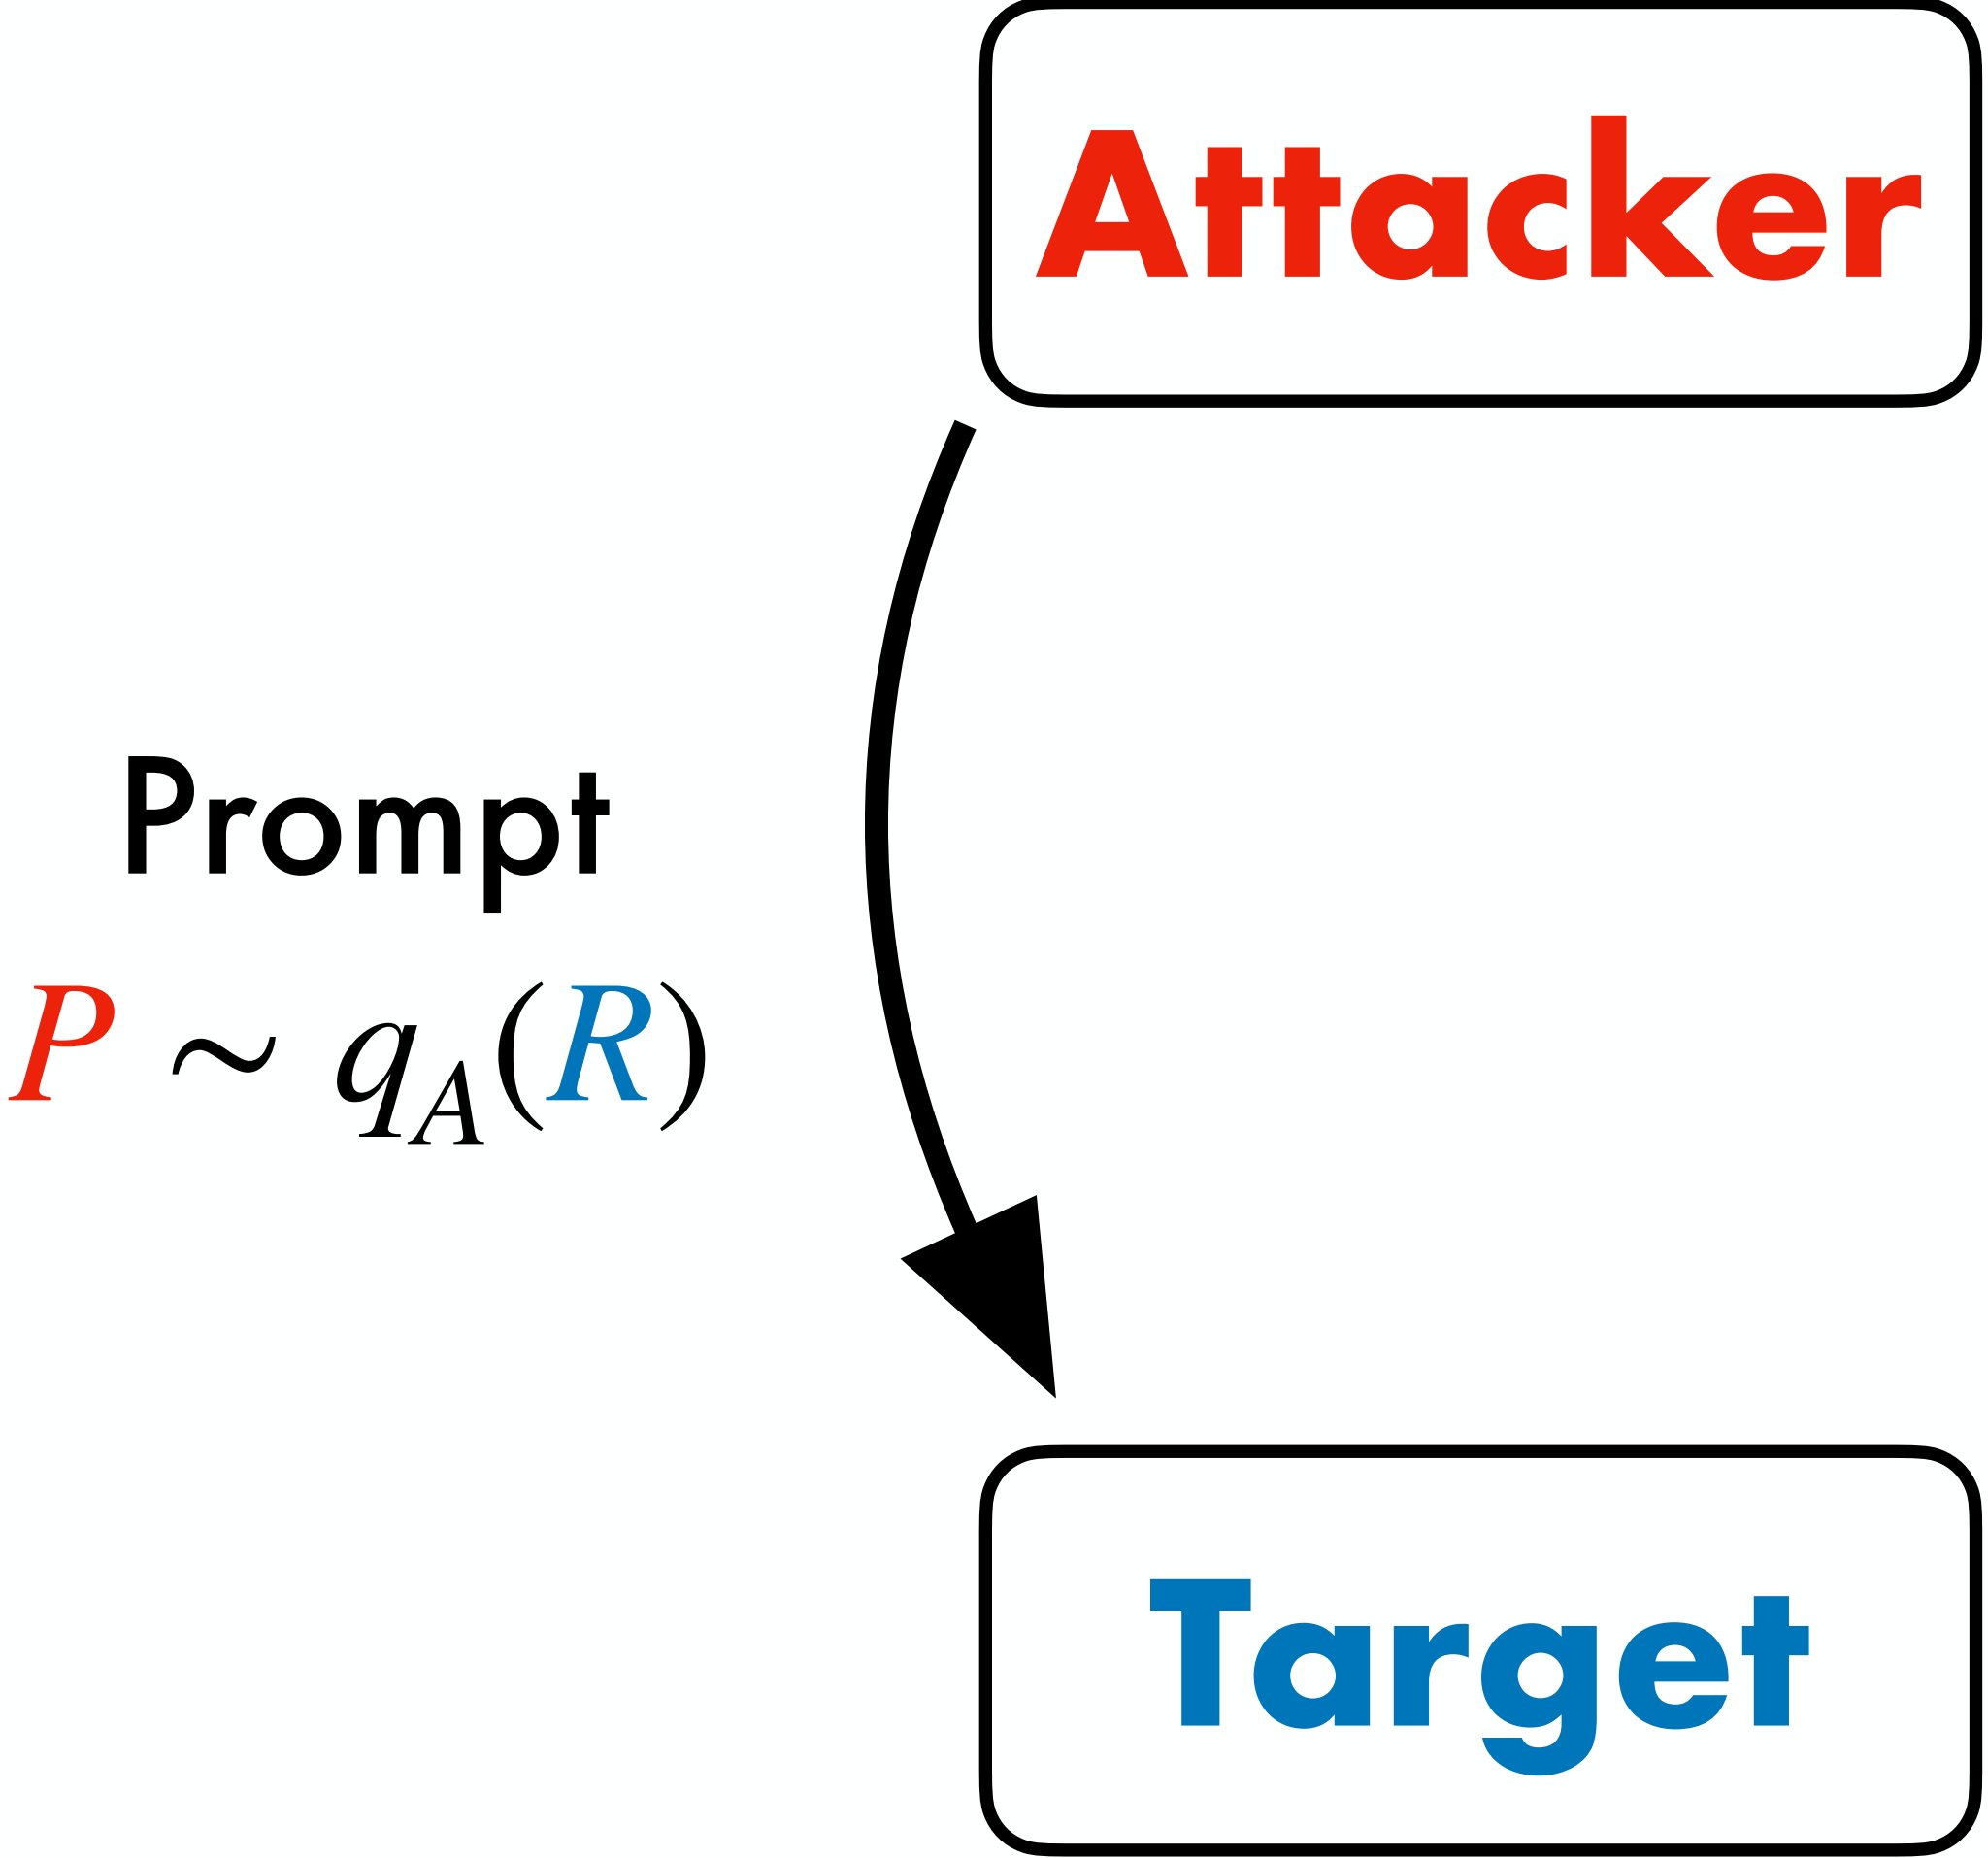 Attacker
Prompt
P ~ q_A(R)
Target